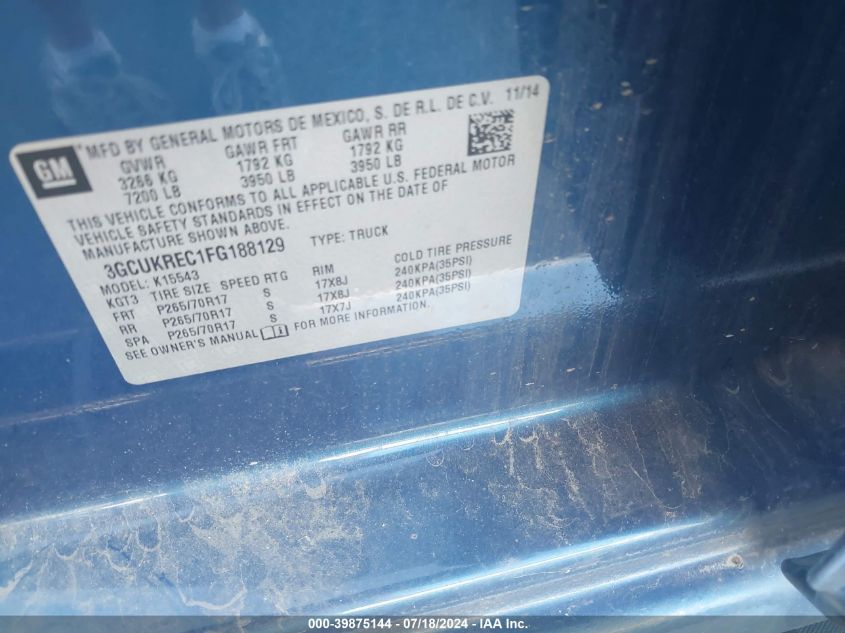 GM
*MFD BY GENERAL MOTORS DE MEXICO, S. DE R.L. DE C.V. 11/14
GVWR GAWR FRT GAWR RR
3266 KG 1792 KG 1792 KG
7200 LB 3950 LB 3950 LB
THIS VEHICLE CONFORMS TO ALL APPLICABLE U.S. FEDERAL MOTOR
VEHICLE SAFETY STANDARDS IN EFFECT ON THE DATE OF
MANUFACTURE SHOWN ABOVE.
3GCUKREC1FG188129 TYPE: TRUCK
MODEL: K15543
KGT3 TIRE SIZE SPEED RTG RIM COLD TIRE PRESSURE
FRT P265/70R17 S 17X8J 240KPA(35PSI)
RR P265/70R17 S 17X8J 240KPA(35PSI)
SPA P265/70R17 S 17X7J 240KPA(35PSI)
SEE OWNER'S MANUAL FOR MORE INFORMATION.
000-39875144 - 07/18/2024 - IAA Inc.